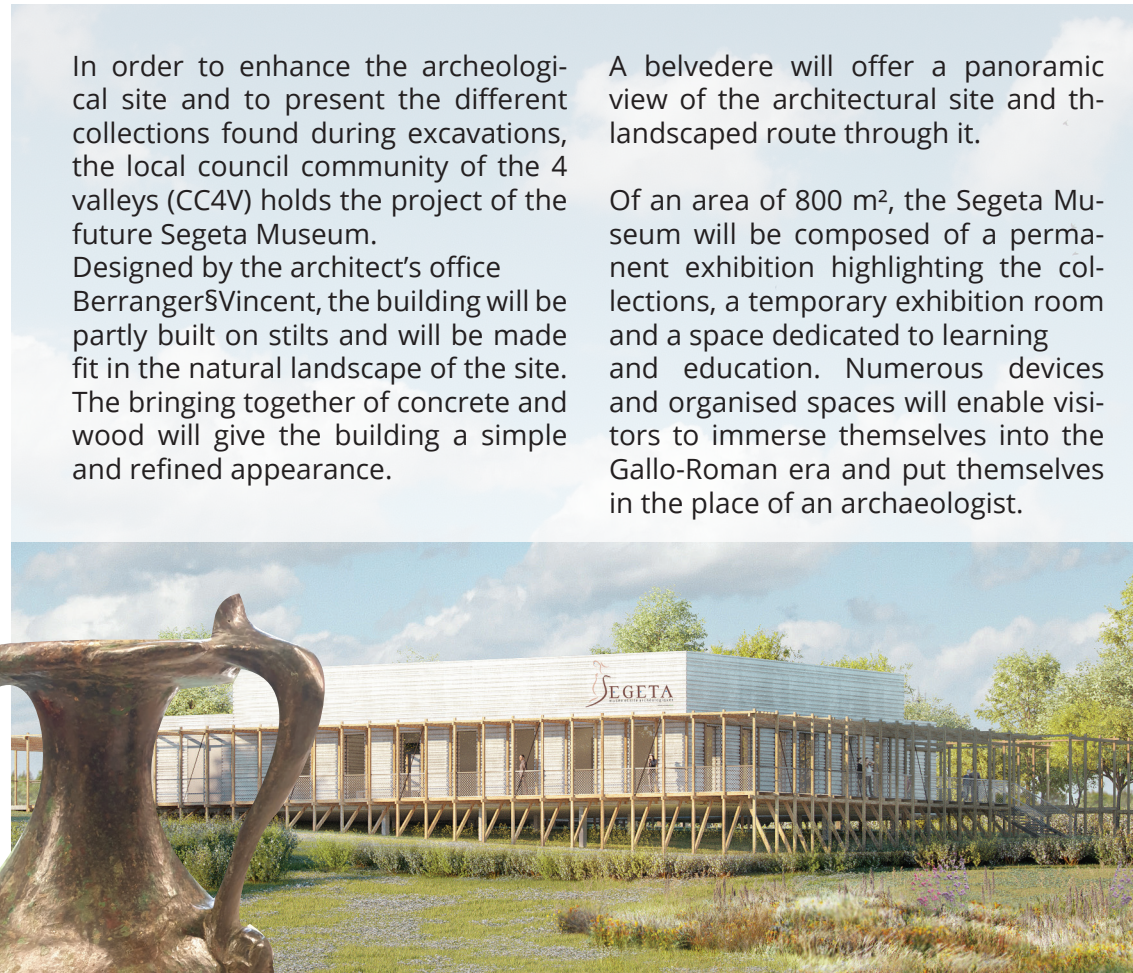 In order to enhance the archeologi-
cal site and to present the different
collections found during excavations,
the local council community of the 4
valleys (CC4V) holds the project of the
future Segeta Museum.
Designed by the architect's office
Berranger§Vincent, the building will be
partly built on stilts and will be made
fit in the natural landscape of the site.
The bringing together of concrete and
wood will give the building a simple
and refined appearance.
A belvedere will offer a panoramic
view of the architectural site and th-
landscaped route through it.
Of an area of 800 m², the Segeta Mu-
seum will be composed of a perma-
nent exhibition highlighting the col-
lections, a temporary exhibition room
and a space dedicated to learning
and education. Numerous devices
and organised spaces will enable visi-
tors to immerse themselves into the
Gallo-Roman era and put themselves
in the place of an archaeologist.
SEGETA